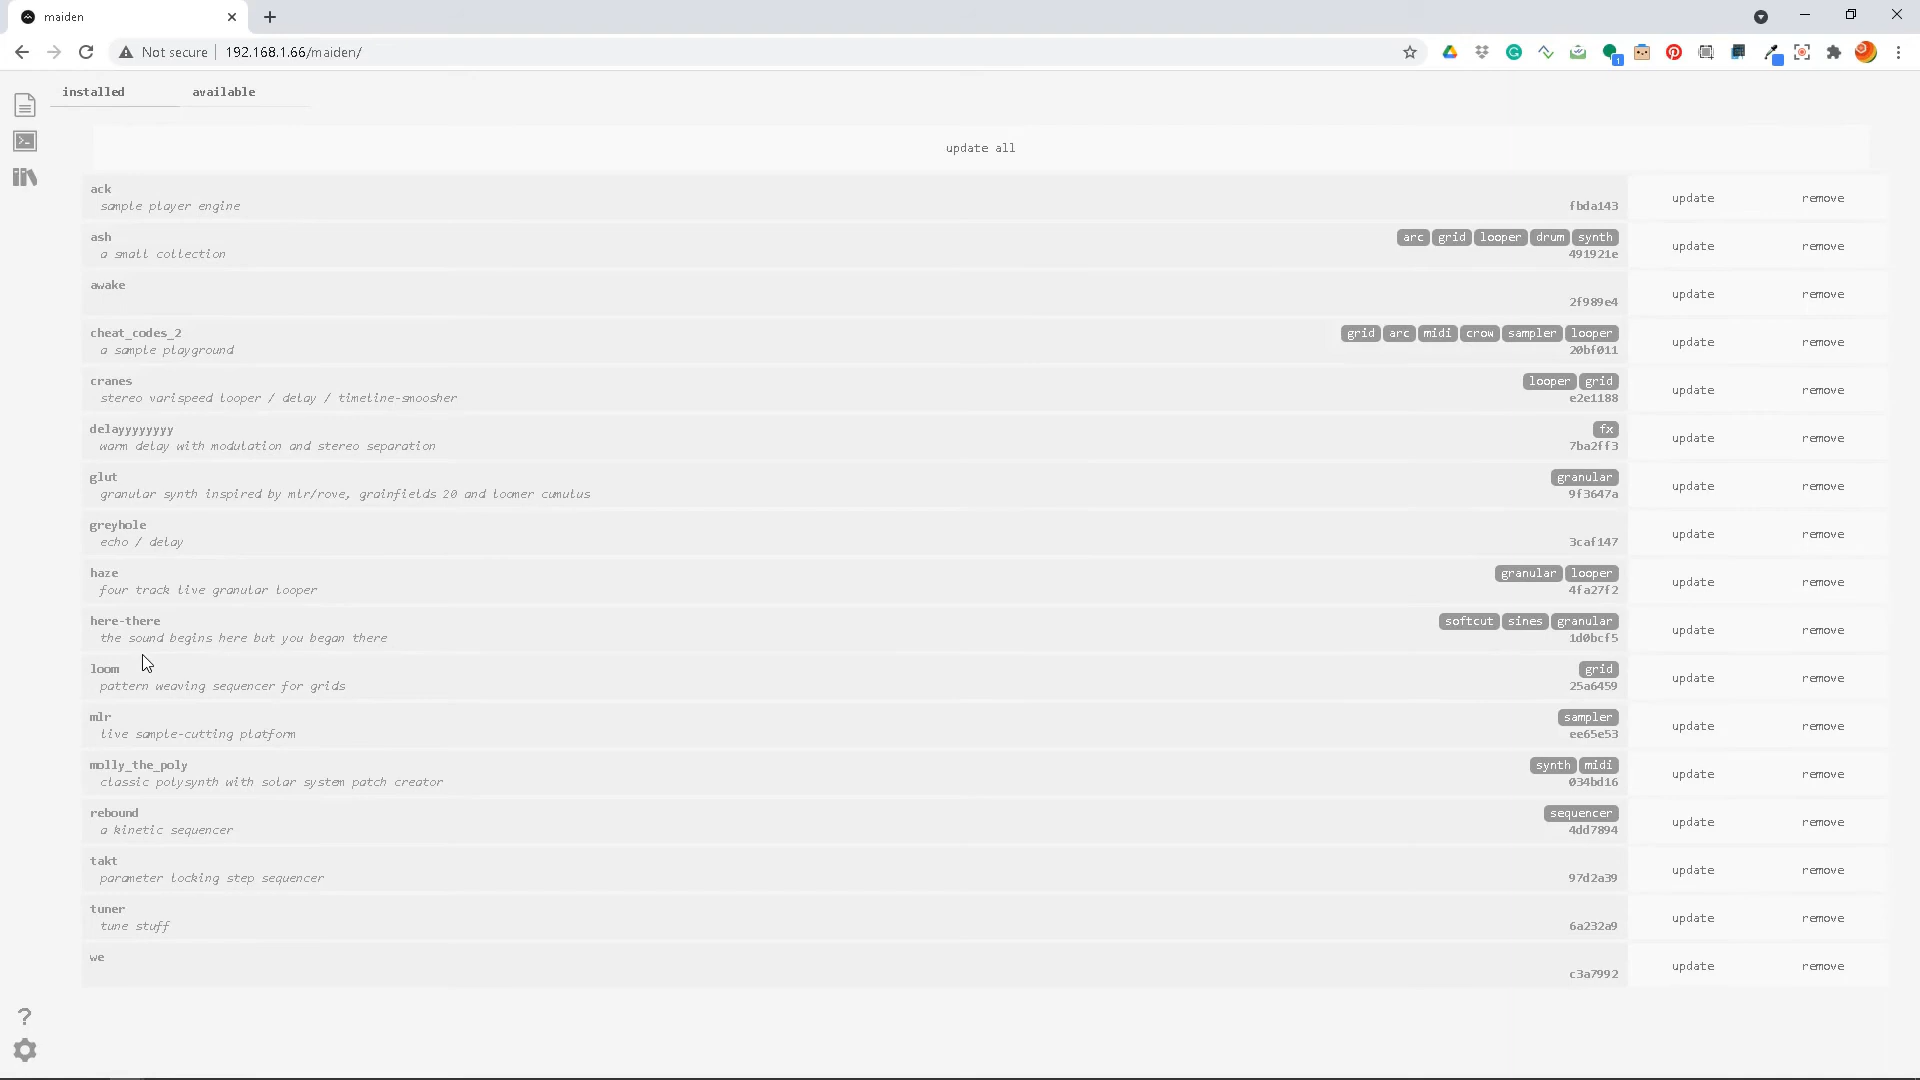 maiden
Not secure 192.168.1.66/maiden/
1
installed available
update all
ack
sample player engine fbda143 update remove
ash arc grid looper drum synth
a small collection 491921e update remove
awake
2f989e4 update remove
cheat_codes_2 grid arc midi crow sampler looper
a sample playground 20bf011 update remove
cranes looper grid
stereo varispeed looper / delay / timeline-smoosher e2e1188 update remove
delayyyyyyyy fx
warm delay with modulation and stereo separation 7ba2ff3 update remove
glut granular
granular synth inspired by mlr/rove, grainfields 20 and loomer cumulus 9f3647a update remove
greyhole
echo / delay 3caf147 update remove
haze granular looper
four track live granular looper 4fa27f2 update remove
here-there softcut sines granular
the sound begins here but you began there 1d0bcf5 update remove
loom grid
pattern weaving sequencer for grids 25a6459 update remove
mlr sampler
live sample-cutting platform ee65e53 update remove
molly_the_poly synth midi
classic polysynth with solar system patch creator 034bd16 update remove
rebound sequencer
a kinetic sequencer 4dd7894 update remove
takt
parameter locking step sequencer 97d2a39 update remove
tuner
tune stuff 6a232a9 update remove
we
c3a7992 update remove
?